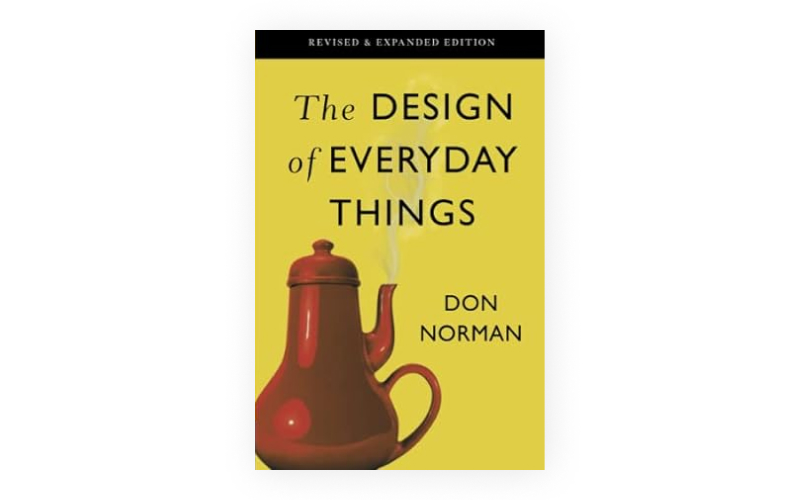 REVISED & EXPANDED EDITION
The DESIGN
of EVERYDAY
THINGS
DON
NORMAN